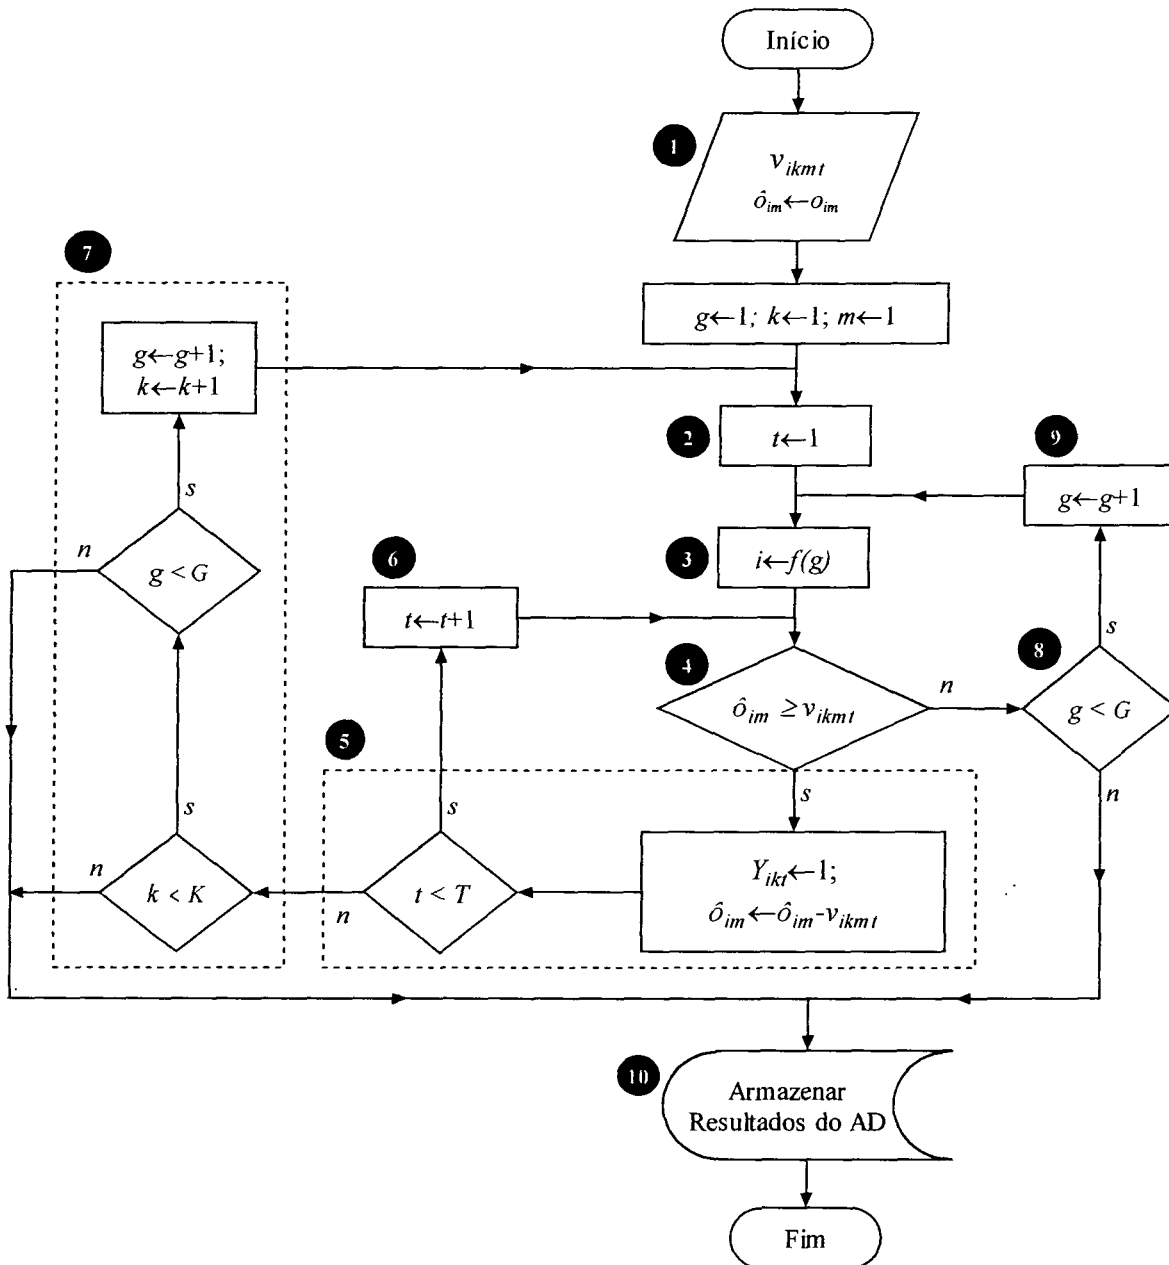 Início
1
v_ikmt
ô_im←o_im
7
g←1; k←1; m←1
g←g+1;
k←k+1
2
t←1
9
g←g+1
s
n
g < G
6
t←t+1
3
i←f(g)
s
4
ô_im ≥ v_ikmt
n
8
g < G
5
s
s
s
n
n
k < K
n
t < T
Y_ikt←1;
ô_im←ô_im-v_ikmt
10
Armazenar
Resultados do AD
Fim